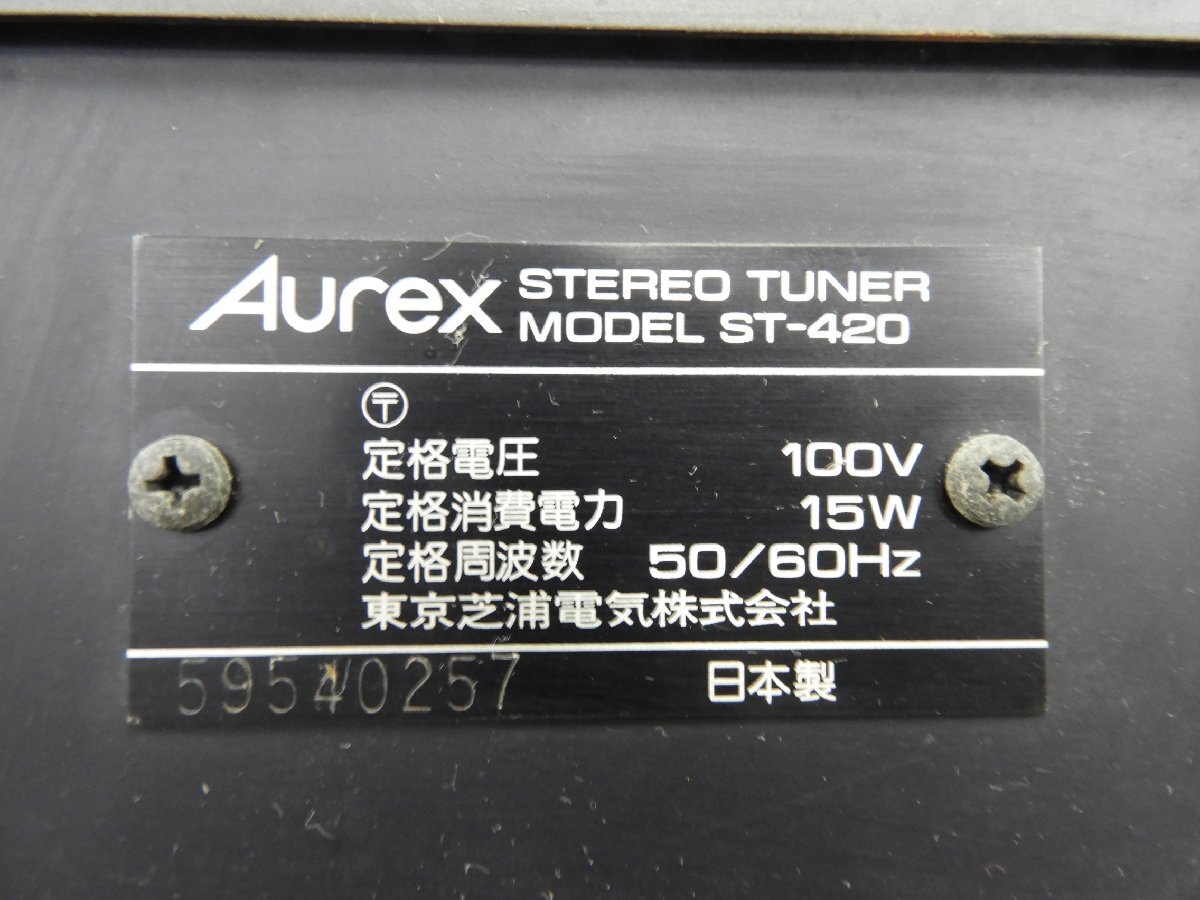 Aurex STEREO TUNER
MODEL ST-420
〒
定格電圧 100V
定格消費電力 15W
定格周波数 50/60Hz
東京芝浦電気株式会社
59540257 日本製